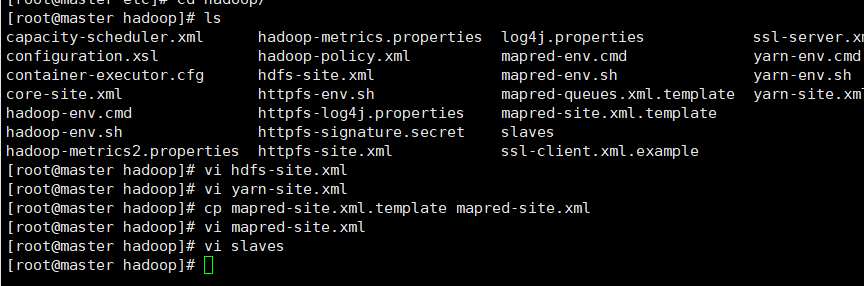 [root@master etc]# cd hadoop/
[root@master hadoop]# ls
capacity-scheduler.xml hadoop-metrics.properties log4j.properties
configuration.xsl hadoop-policy.xml mapred-env.cmd yarn-env.cmd
container-executor.cfg hdfs-site.xml mapred-env.sh yarn-env.sh
core-site.xml httpfs-env.sh mapred-queues.xml.template
hadoop-env.cmd httpfs-log4j.properties mapred-site.xml.template
hadoop-env.sh httpfs-signature.secret slaves
hadoop-metrics2.properties httpfs-site.xml ssl-client.xml.example
[root@master hadoop]# vi hdfs-site.xml
[root@master hadoop]# vi yarn-site.xml
[root@master hadoop]# cp mapred-site.xml.template mapred-site.xml
[root@master hadoop]# vi mapred-site.xml
[root@master hadoop]# vi slaves
[root@master hadoop]#